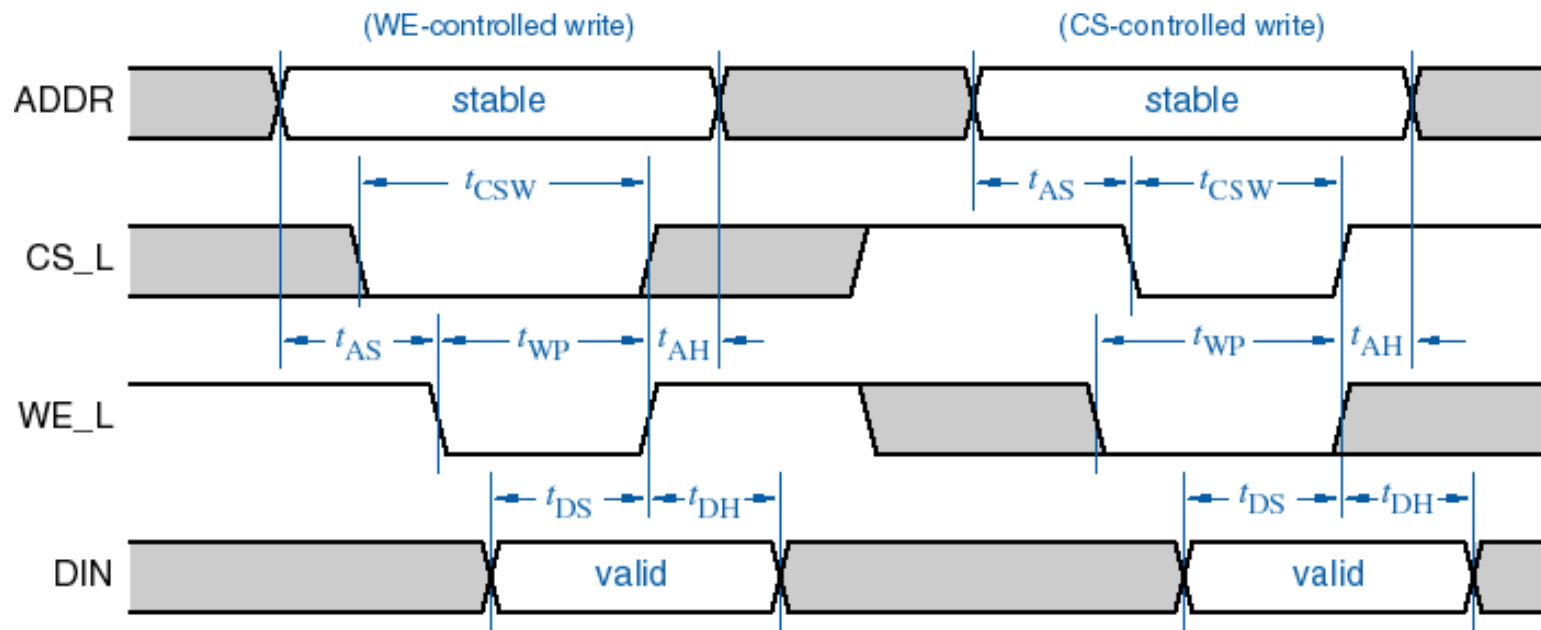 (WE-controlled write) (CS-controlled write)
ADDR stable stable
tCSW tAS tCSW
CS_L
tAS tWP tAH tWP tAH
WE_L
tDS tDH tDS tDH
DIN valid valid